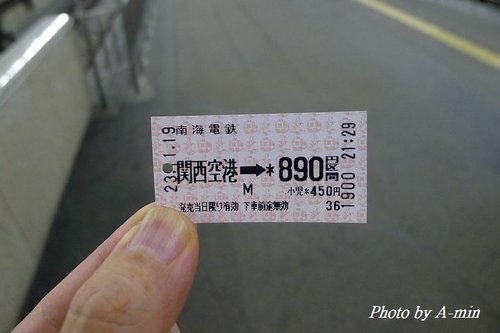 南海電鉄
23.-1.19
関西空港➡*890円区間
M
小児*450円
発売当日限り有効 下車前途無効
36
1900 21:29
Photo by A-min